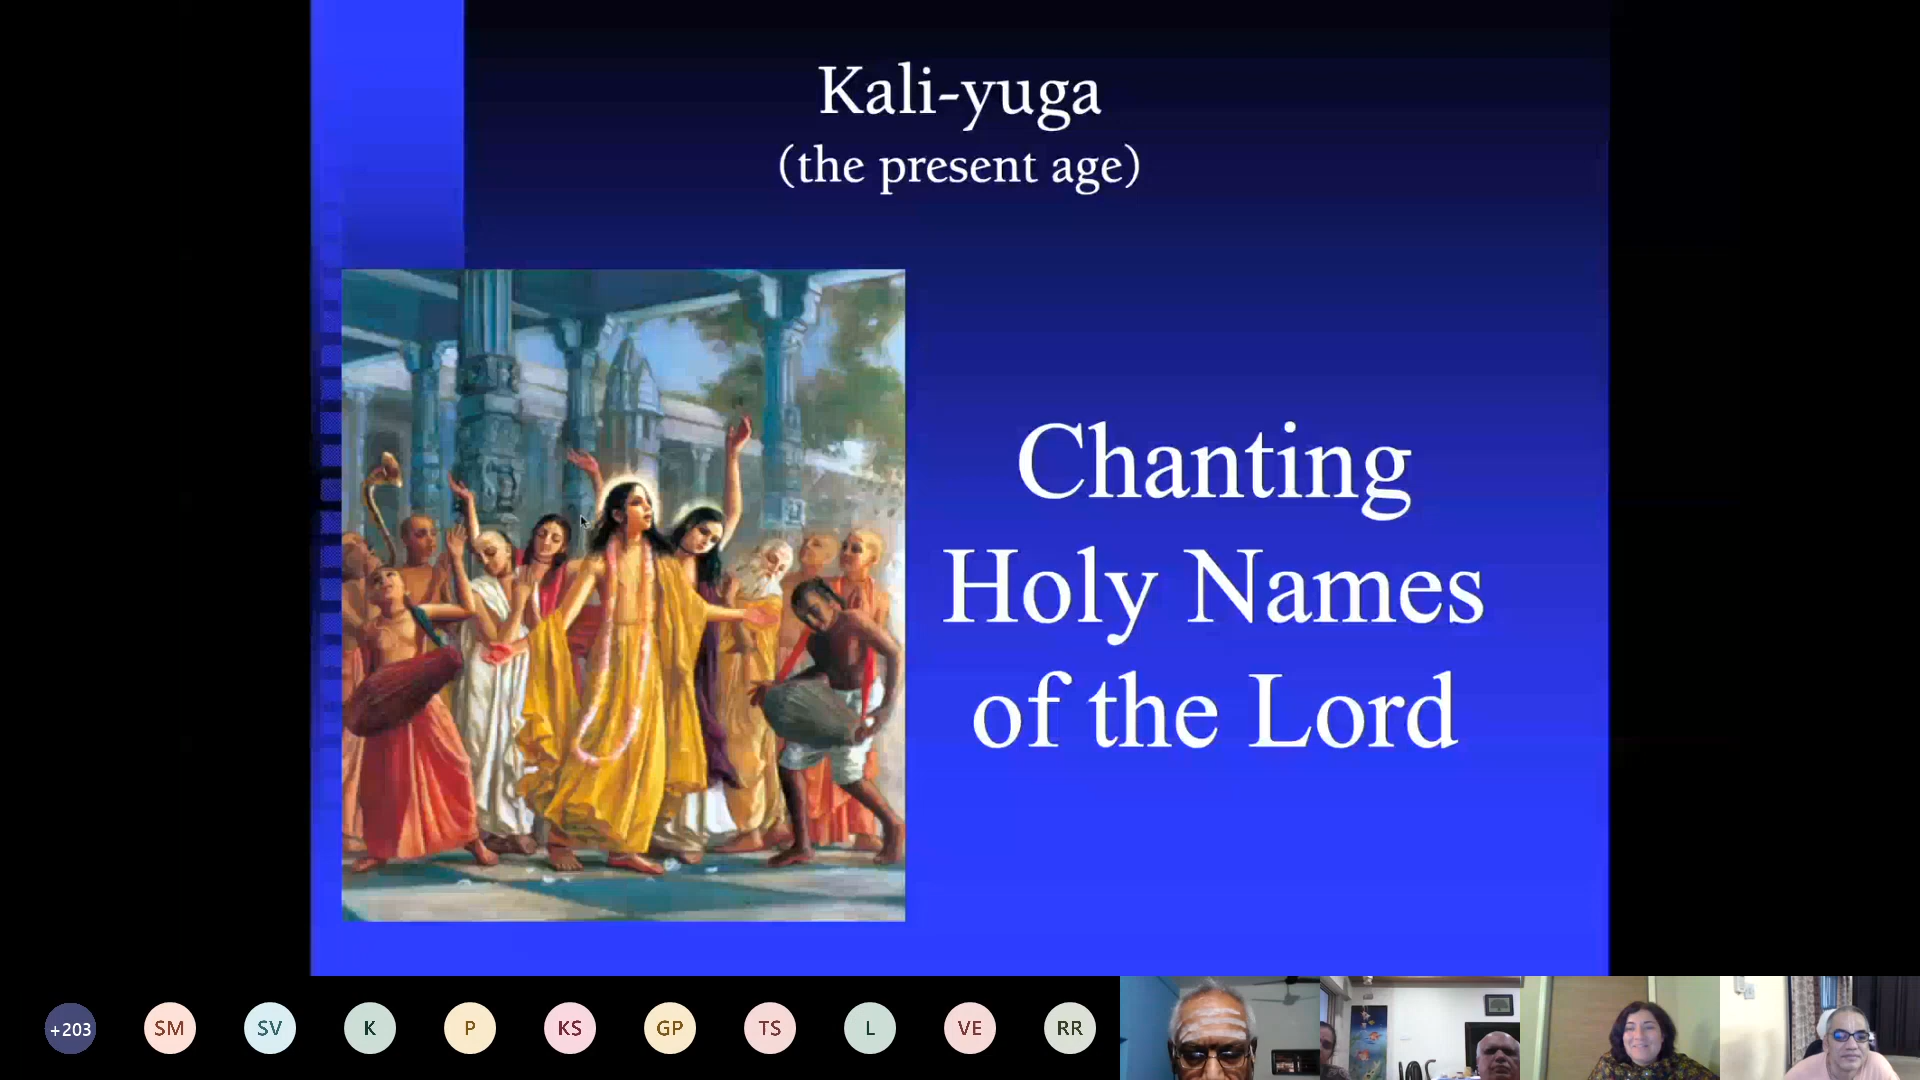 Kali-yuga
(the present age)
Chanting
Holy Names
of the Lord
+203
SM
SV
K
P
KS
GP
TS
L
VE
RR